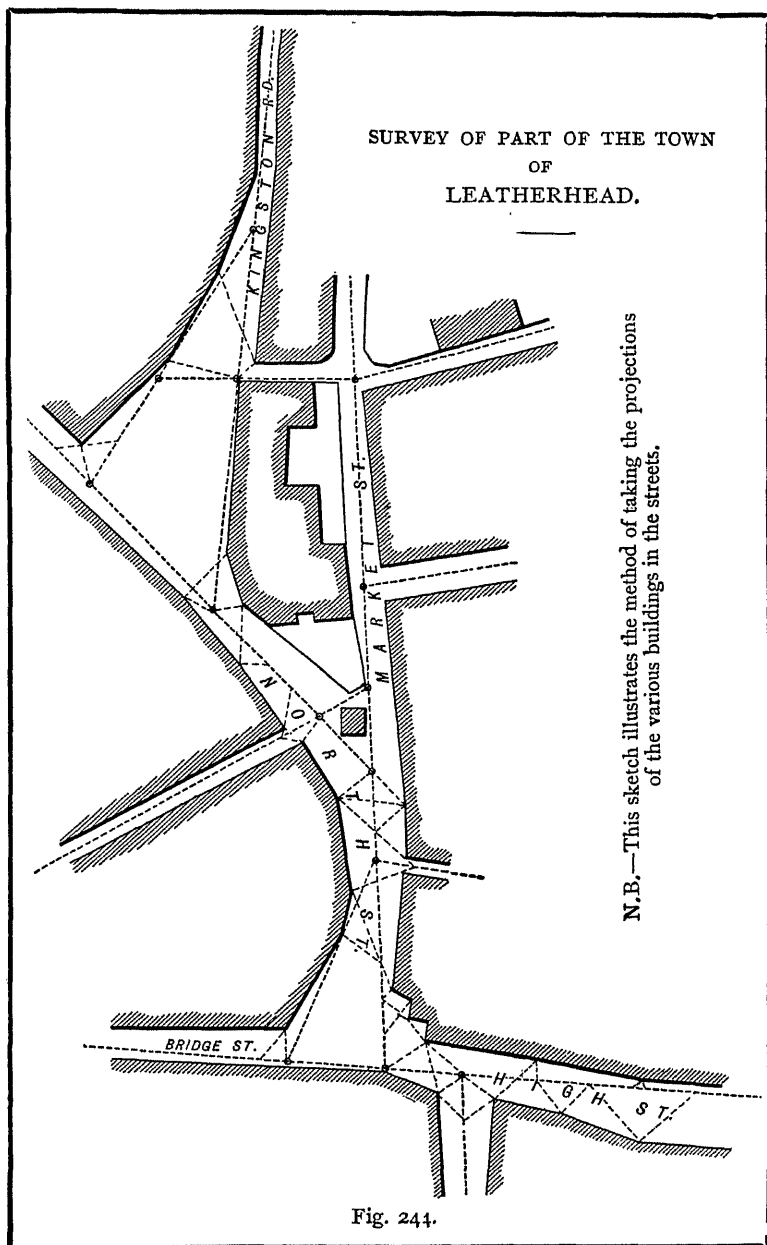 SURVEY OF PART OF THE TOWN
OF
LEATHERHEAD.
KINGSTON RD.
MARKET ST.
NORTH ST.
BRIDGE ST.
HIGH ST.
N.B.—This sketch illustrates the method of taking the projections
of the various buildings in the streets.
Fig. 244.